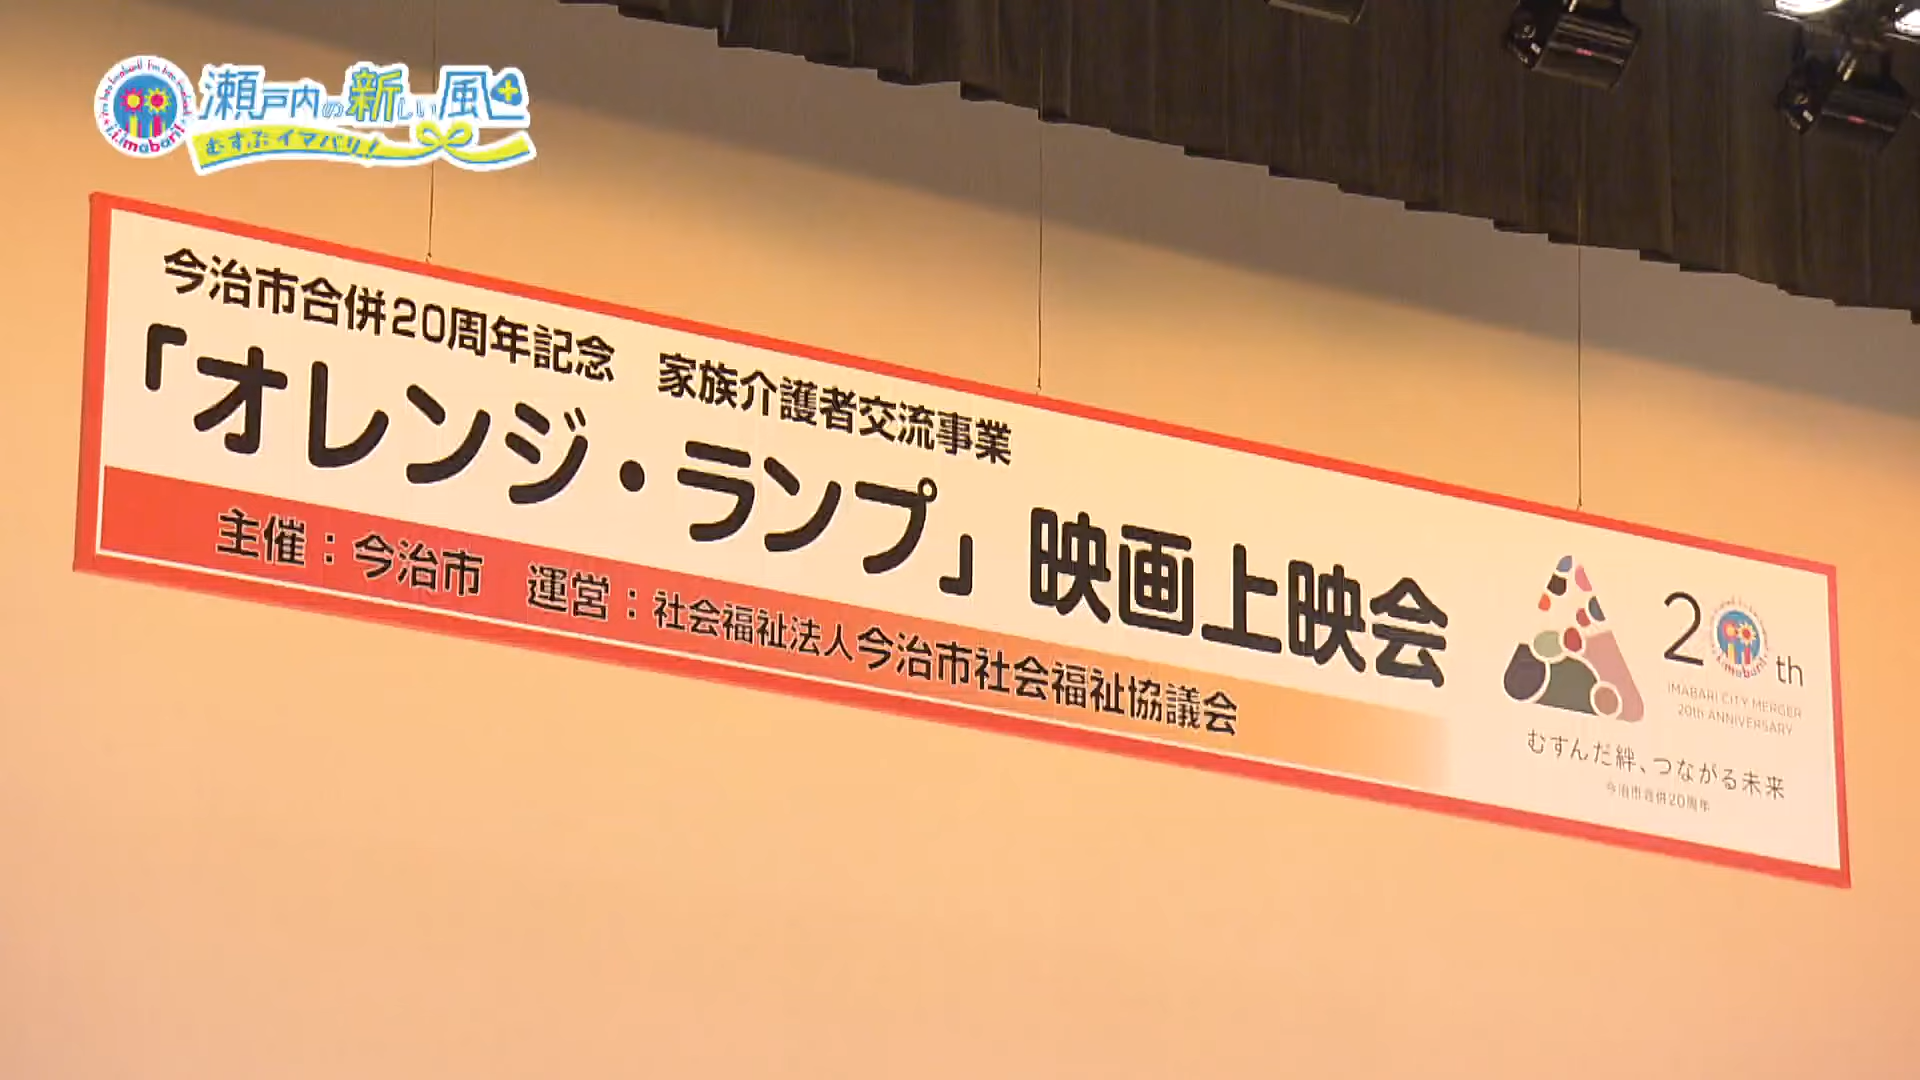 瀬戸内の新しい風+
むすぶイマバリ!
i.i.imabari!
今治市合併20周年記念 家族介護者交流事業
「オレンジ・ランプ」映画上映会
主催：今治市 運営：社会福祉法人今治市社会福祉協議会
20th
IMABARI CITY MERGER
20th ANNIVERSARY
むすんだ絆、つながる未来
今治市合併20周年